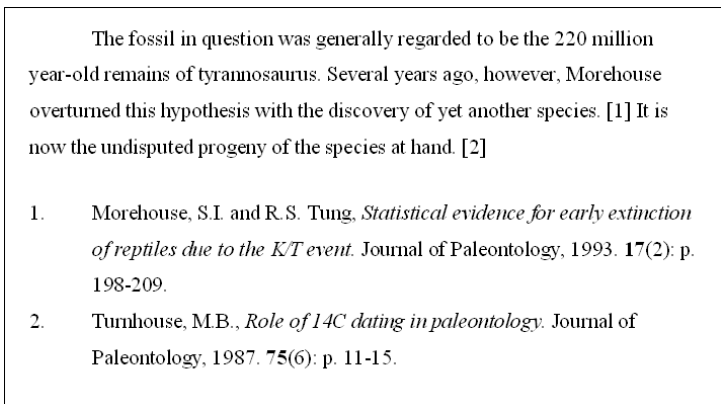 The fossil in question was generally regarded to be the 220 million
year-old remains of tyrannosaurus. Several years ago, however, Morehouse
overturned this hypothesis with the discovery of yet another species. [1] It is
now the undisputed progeny of the species at hand. [2]
1. Morehouse, S.I. and R.S. Tung, Statistical evidence for early extinction
of reptiles due to the K/T event. Journal of Paleontology, 1993. 17(2): p.
198-209.
2. Turnhouse, M.B., Role of 14C dating in paleontology. Journal of
Paleontology, 1987. 75(6): p. 11-15.